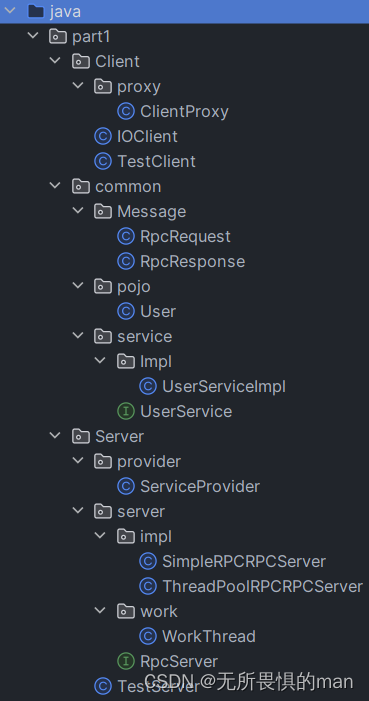 java
part1
Client
proxy
ClientProxy
IOClient
TestClient
common
Message
RpcRequest
RpcResponse
pojo
User
service
Impl
UserServiceImpl
UserService
Server
provider
ServiceProvider
server
impl
SimpleRPCRPCServer
ThreadPoolRPCRPCServer
work
WorkThread
RpcServer
TestServer
CSDN @无所畏惧的man